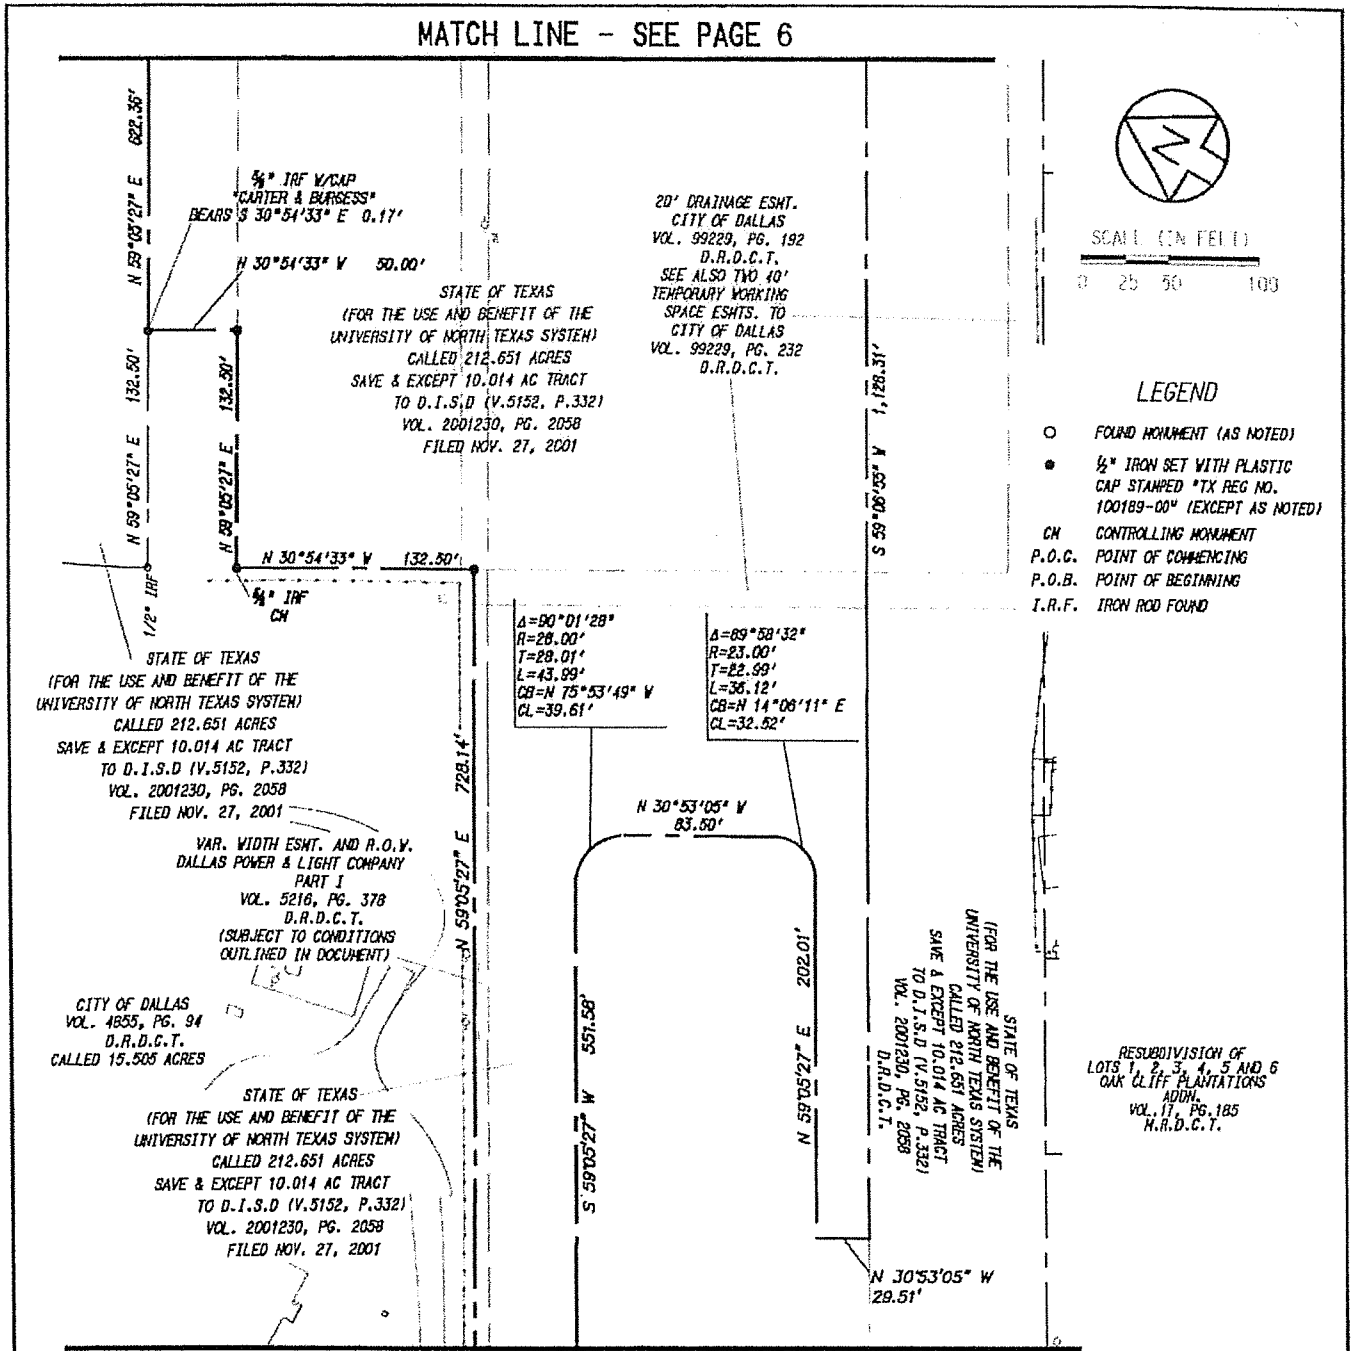 MATCH LINE - SEE PAGE 6
N 59°05'27" E 622.36'
5/8" IRF W/CAP
"CARTER & BURGESS"
BEARS S 30°54'33" E 0.17'
N 30°54'33" W 50.00'
STATE OF TEXAS
(FOR THE USE AND BENEFIT OF THE
UNIVERSITY OF NORTH TEXAS SYSTEM)
CALLED 212.651 ACRES
SAVE & EXCEPT 10.014 AC TRACT
TO D.I.S.D (V.5152, P.332)
VOL. 2001230, PG. 2058
FILED NOV. 27, 2001
20' DRAINAGE ESMT.
CITY OF DALLAS
VOL. 99229, PG. 192
D.R.D.C.T.
SEE ALSO TWO 40'
TEMPORARY WORKING
SPACE ESMTS. TO
CITY OF DALLAS
VOL. 99229, PG. 232
D.R.D.C.T.
S 59°06'55" W 1,128.31'
N
SCALE (IN FEET)
0 25 50 100
LEGEND
FOUND MONUMENT (AS NOTED)
1/2" IRON SET WITH PLASTIC
CAP STAMPED "TX REG NO.
100189-00" (EXCEPT AS NOTED)
CM CONTROLLING MONUMENT
P.O.C. POINT OF COMMENCING
P.O.B. POINT OF BEGINNING
I.R.F. IRON ROD FOUND
N 59°05'27" E 132.50'
N 59°05'27" E 132.50'
N 30°54'33" W 132.50'
1/2" IRF
5/8" IRF
CM
STATE OF TEXAS
(FOR THE USE AND BENEFIT OF THE
UNIVERSITY OF NORTH TEXAS SYSTEM)
CALLED 212.651 ACRES
SAVE & EXCEPT 10.014 AC TRACT
TO D.I.S.D (V.5152, P.332)
VOL. 2001230, PG. 2058
FILED NOV. 27, 2001
Δ=90°01'28"
R=28.00'
T=28.01'
L=43.99'
CB=N 75°53'49" W
CL=39.61'
Δ=89°58'32"
R=23.00'
T=22.99'
L=36.12'
CB=N 14°06'11" E
CL=32.52'
N 59°05'27" E 728.14'
N 30°53'05" W
83.50'
VAR. WIDTH ESMT. AND R.O.W.
DALLAS POWER & LIGHT COMPANY
PART I
VOL. 5216, PG. 378
D.R.D.C.T.
(SUBJECT TO CONDITIONS
OUTLINED IN DOCUMENT)
CITY OF DALLAS
VOL. 4855, PG. 94
D.R.D.C.T.
CALLED 15.505 ACRES
S 59°05'27" W 551.58'
N 59°05'27" E 202.01'
STATE OF TEXAS
(FOR THE USE AND BENEFIT OF THE
UNIVERSITY OF NORTH TEXAS SYSTEM)
CALLED 212.651 ACRES
SAVE & EXCEPT 10.014 AC TRACT
TO D.I.S.D (V.5152, P.332)
VOL. 2001230, PG. 2058
D.R.D.C.T.
RESUBDIVISION OF
LOTS 1, 2, 3, 4, 5 AND 6
OAK CLIFF PLANTATIONS
ADDN.
VOL.17, PG.185
M.R.D.C.T.
STATE OF TEXAS
(FOR THE USE AND BENEFIT OF THE
UNIVERSITY OF NORTH TEXAS SYSTEM)
CALLED 212.651 ACRES
SAVE & EXCEPT 10.014 AC TRACT
TO D.I.S.D (V.5152, P.332)
VOL. 2001230, PG. 2058
FILED NOV. 27, 2001
N 30°53'05" W
29.51'